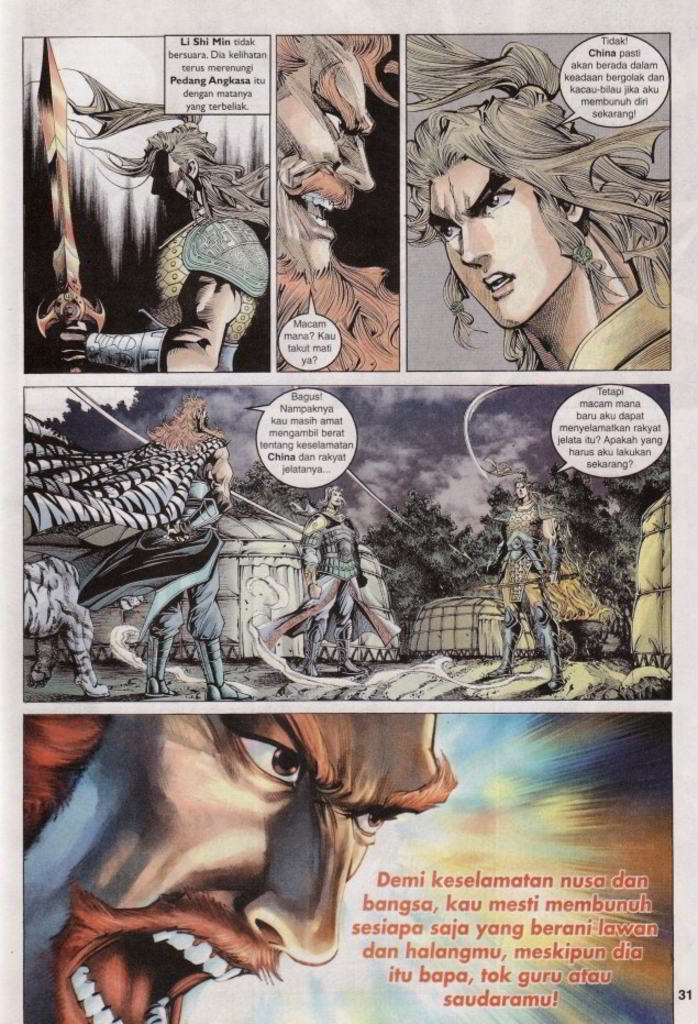 Li Shi Min tidak
bersuara. Dia kelihatan
terus merenungi
Pedang Angkasa itu
dengan matanya
yang terbeliak.
Macam
mana? Kau
takut mati
ya?
Tidak!
China pasti
akan berada dalam
keadaan bergolak dan
kacau-bilau jika aku
membunuh diri
sekarang!
Bagus!
Nampaknya
kau masih amat
mengambil berat
tentang keselamatan
China dan rakyat
jelatanya...
Tetapi
macam mana
baru aku dapat
menyelamatkan rakyat
jelata itu? Apakah yang
harus aku lakukan
sekarang?
Demi keselamatan nusa dan
bangsa, kau mesti membunuh
sesiapa saja yang berani lawan
dan halangmu, meskipun dia
itu bapa, tok guru atau
saudaramu!
31